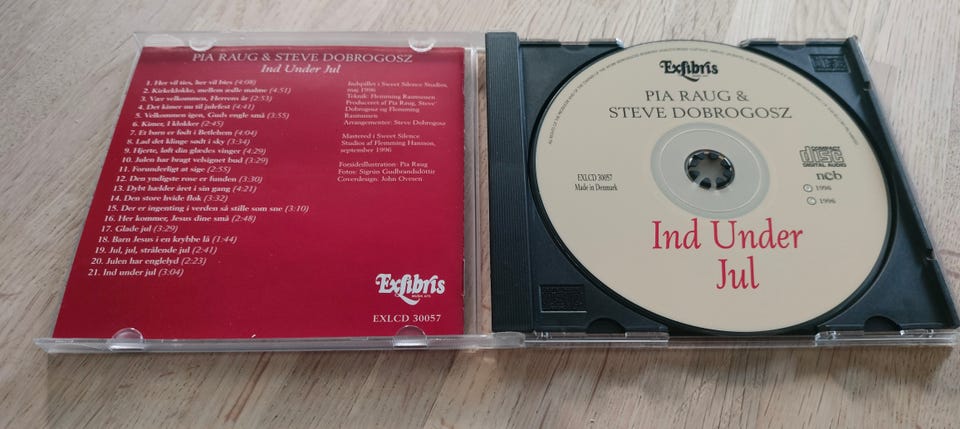 PIA RAUG & STEVE DOBROGOSZ
Ind Under Jul
1. Her vil ties, her vil bies (4:08)
2. Kirkeklokke, mellem ædle malme (4:51)
3. Vær velkommen, Herrens år (2:53)
4. Det kimer nu til julefest (4:41)
5. Velkommen igen, Guds engle små (3:55)
6. Kimer, I klokker (2:45)
7. Et barn er født i Betlehem (4:04)
8. Lad det klinge sødt i sky (3:34)
9. Hjerte, løft din glædes vinger (4:29)
10. Julen har bragt velsignet bud (3:29)
11. Forunderligt at sige (2:55)
12. Den yndigste rose er funden (3:30)
13. Dybt hælder året i sin gang (4:21)
14. Den store hvide flok (3:32)
15. Der er ingenting i verden så stille som sne (3:10)
16. Her kommer, Jesus dine små (2:48)
17. Glade jul (3:29)
18. Barn Jesus i en krybbe lå (1:44)
19. Jul, jul, strålende jul (2:41)
20. Julen har englelyd (2:23)
21. Ind under jul (3:04)
Indspillet i Sweet Silence Studios,
maj 1996
Teknik: Flemming Rasmussen
Produceret af Pia Raug, Steve
Dobrogosz og Flemming
Rasmussen
Arrangementer: Steve Dobrogosz
Mastered i Sweet Silence
Studios af Flemming Hansson,
september 1996
Forsideillustration: Pia Raug
Fotos: Sigrún Gudbrandsdóttir
Coverdesign: John Ovesen
Exlibris
EXLCD 30057
Exlibris
PIA RAUG &
STEVE DOBROGOSZ
EXLCD 30057
Made in Denmark
COMPACT
disc
DIGITAL AUDIO
ncb
℗ 1996
© 1996
Ind Under
Jul